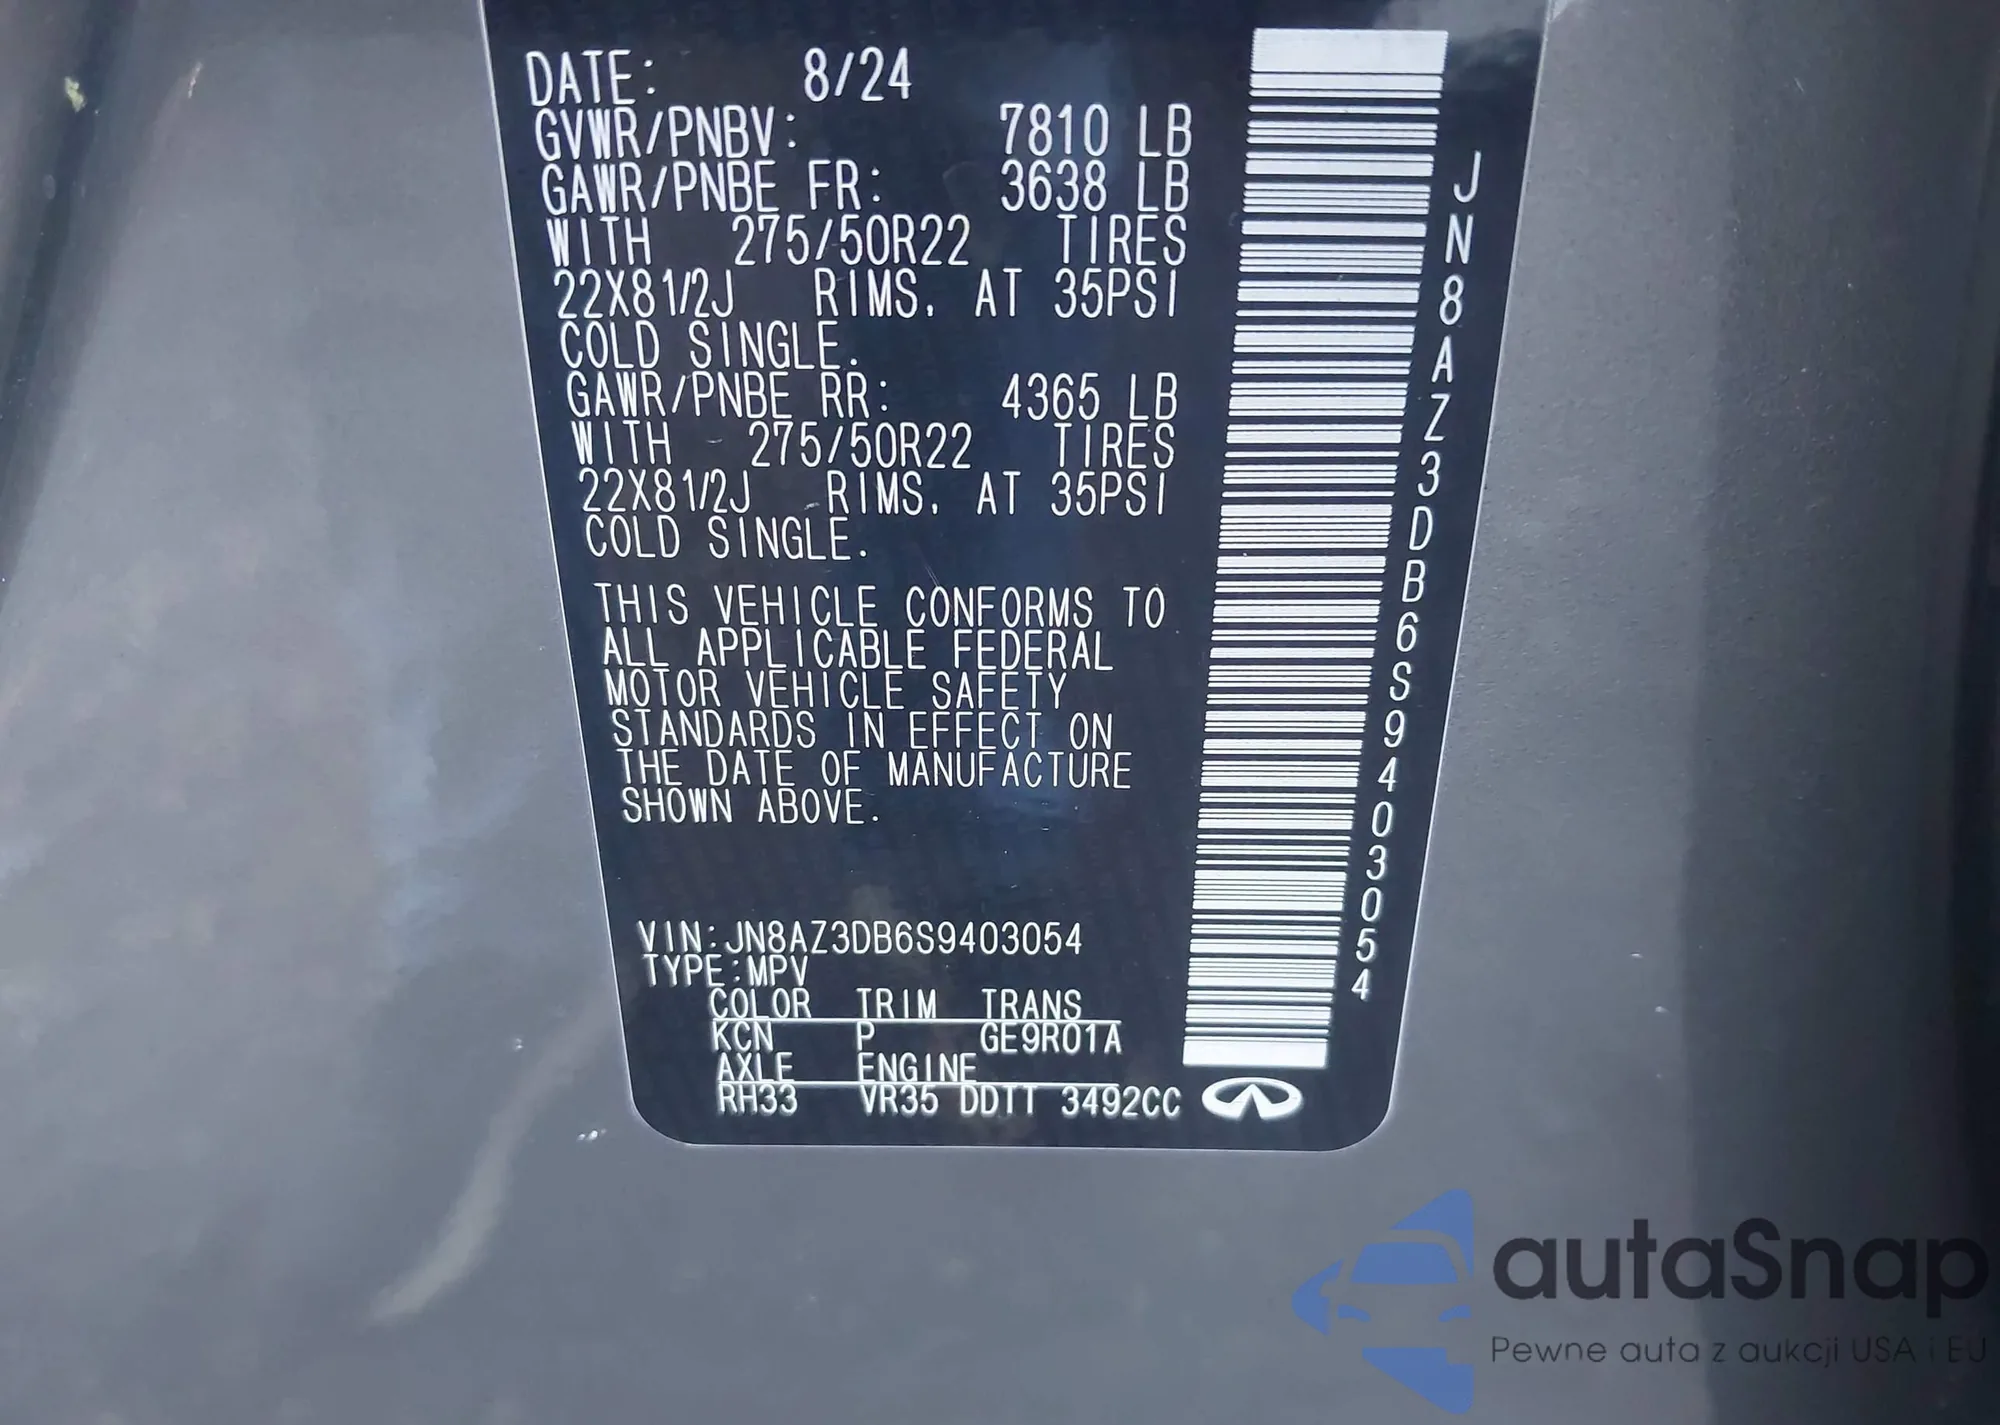 DATE: 8/24
GVWR/PNBV: 7810 LB
GAWR/PNBE FR: 3638 LB
WITH 275/50R22 TIRES
22X81/2J RIMS. AT 35PSI
COLD SINGLE.
GAWR/PNBE RR: 4365 LB
WITH 275/50R22 TIRES
22X81/2J RIMS. AT 35PSI
COLD SINGLE.
THIS VEHICLE CONFORMS TO
ALL APPLICABLE FEDERAL
MOTOR VEHICLE SAFETY
STANDARDS IN EFFECT ON
THE DATE OF MANUFACTURE
SHOWN ABOVE.
VIN:JN8AZ3DB6S9403054
TYPE:MPV
COLOR TRIM TRANS
KCN P GE9R01A
AXLE ENGINE
RH33 VR35 DDTT 3492CC
JN8AZ3DB6S9403054
autaSnap
Pewne auta z aukcji USA i EU